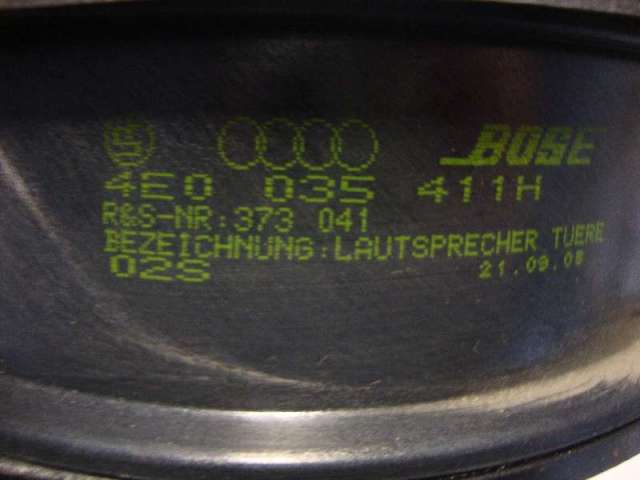 BOSE
4E0 035 411H
R&S-NR:373 041
BEZEICHNUNG:LAUTSPRECHER TUERE
02S 21.09.08